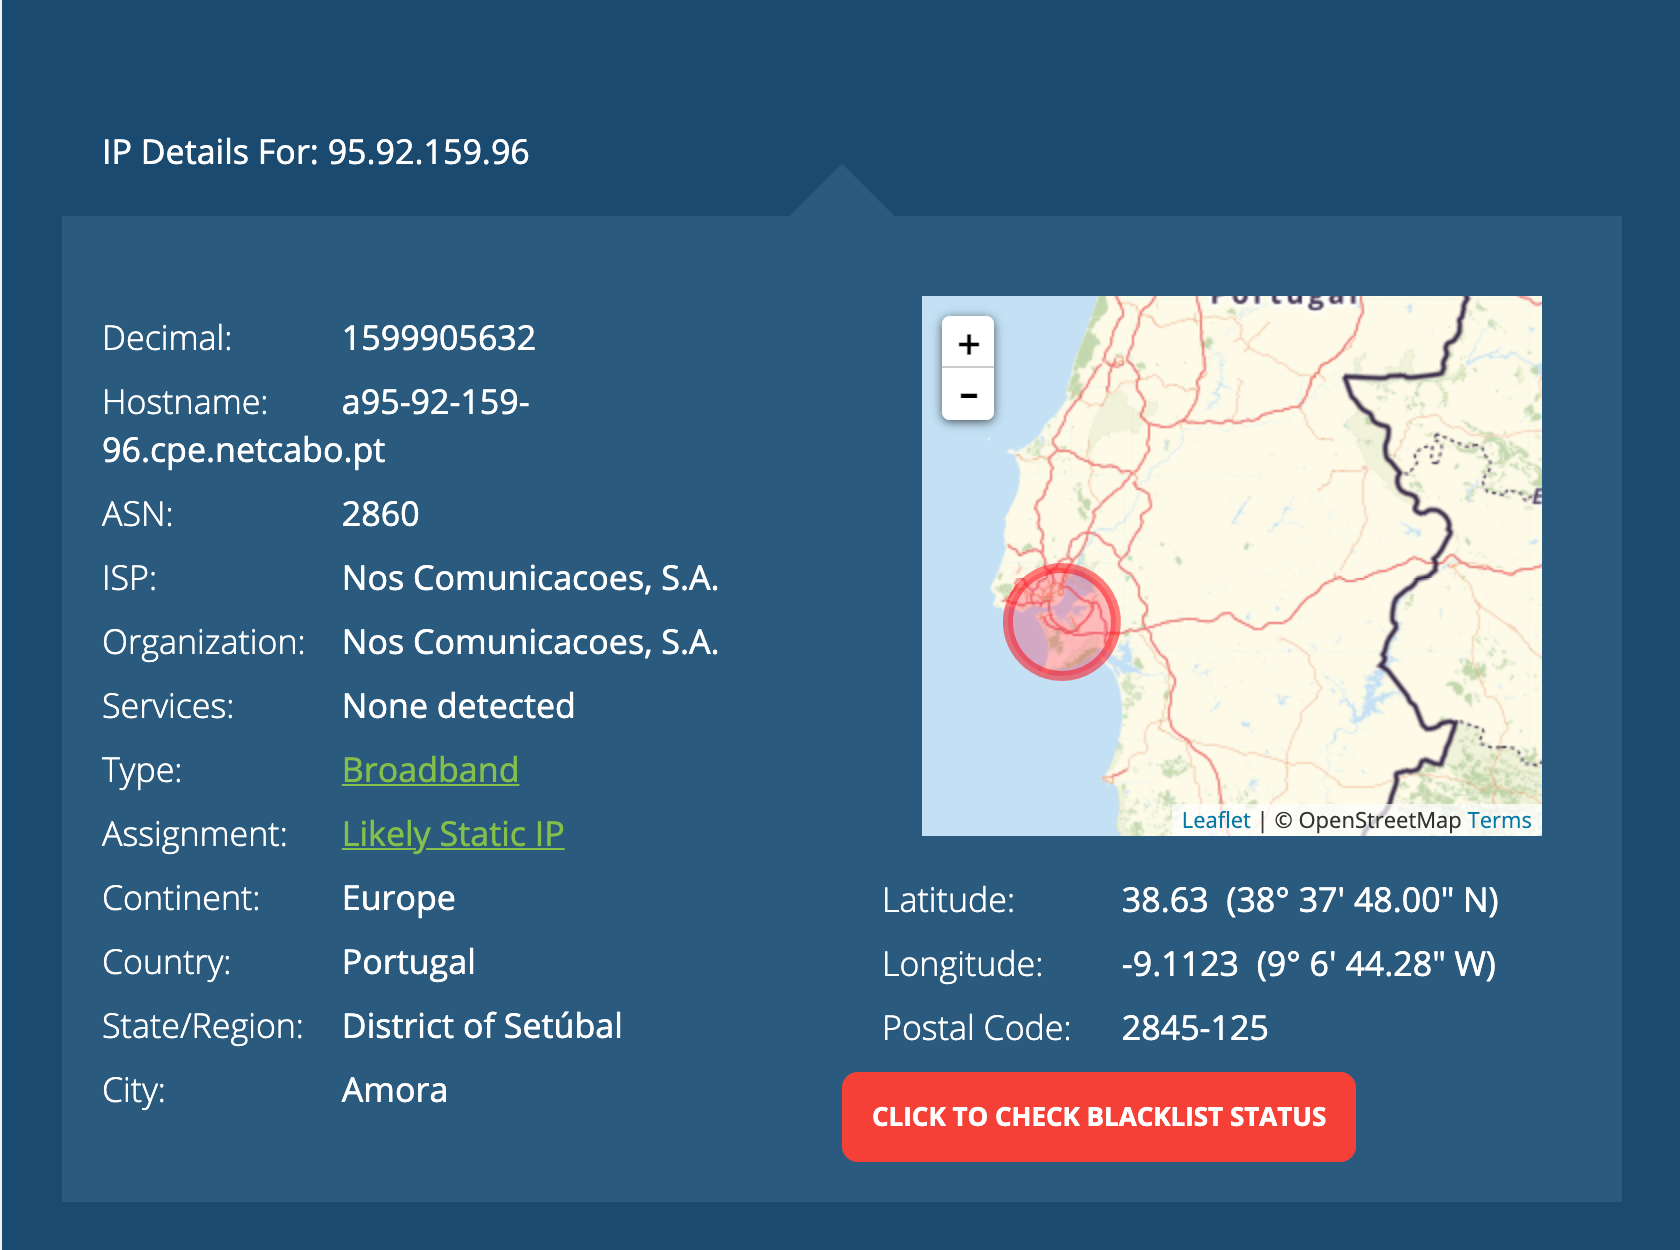 IP Details For: 95.92.159.96
Decimal: 1599905632
Hostname: a95-92-159-
96.cpe.netcabo.pt
ASN: 2860
ISP: Nos Comunicacoes, S.A.
Organization: Nos Comunicacoes, S.A.
Services: None detected
Type: Broadband
Assignment: Likely Static IP
Continent: Europe
Country: Portugal
State/Region: District of Setúbal
City: Amora
Portugal
+
−
Leaflet | © OpenStreetMap Terms
Latitude: 38.63 (38° 37' 48.00" N)
Longitude: -9.1123 (9° 6' 44.28" W)
Postal Code: 2845-125
CLICK TO CHECK BLACKLIST STATUS